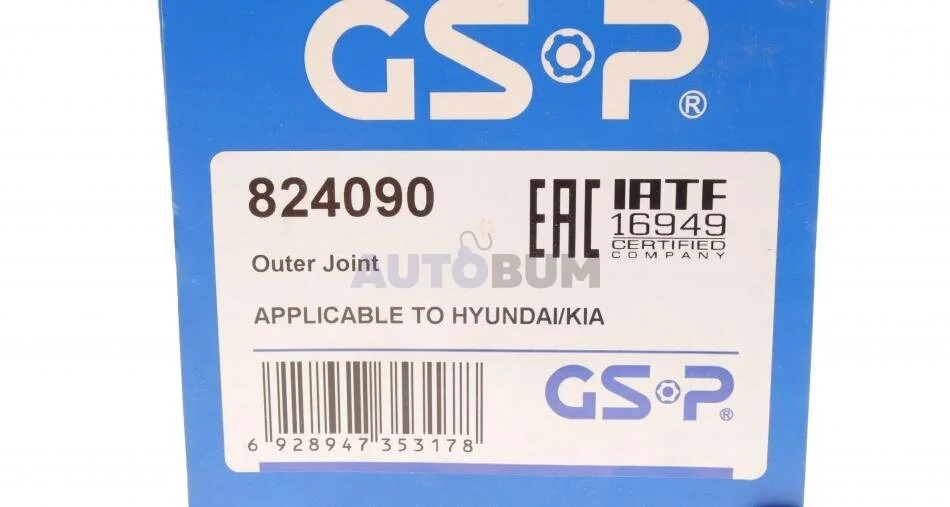 GSP®
824090
EAC
IATF
16949
CERTIFIED
COMPANY
Outer Joint
AUTOBUM
APPLICABLE TO HYUNDAI/KIA
GSP®
6 928947 353178